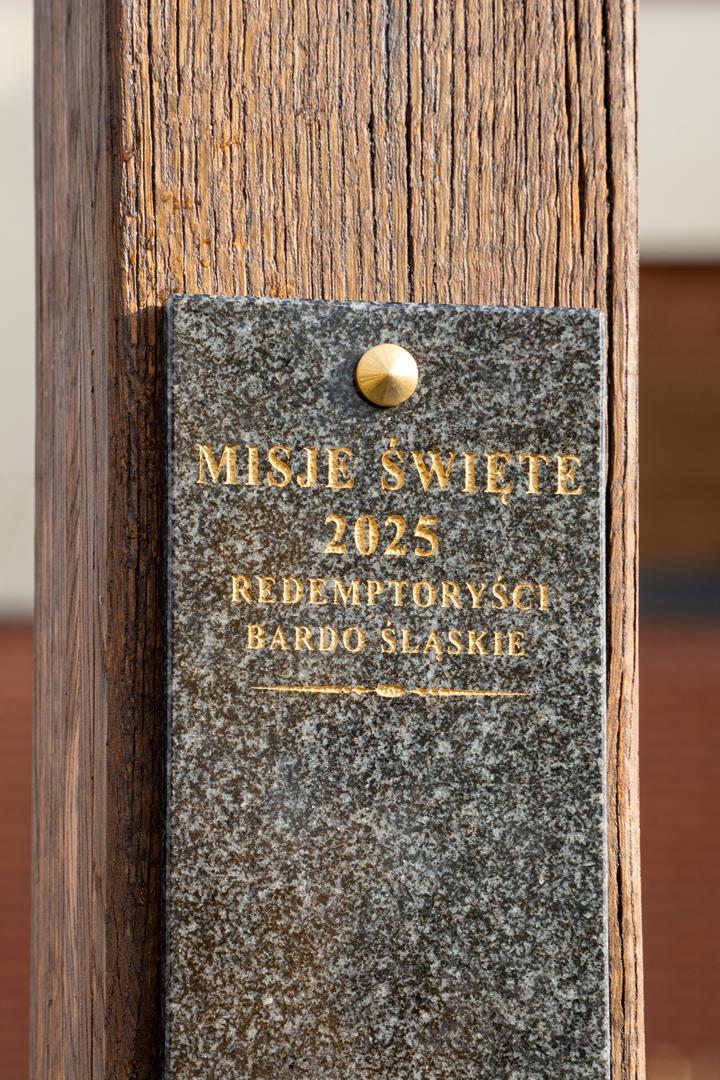 MISJE ŚWIĘTE
2025
REDEMPTORYŚCI
BARDO ŚLĄSKIE